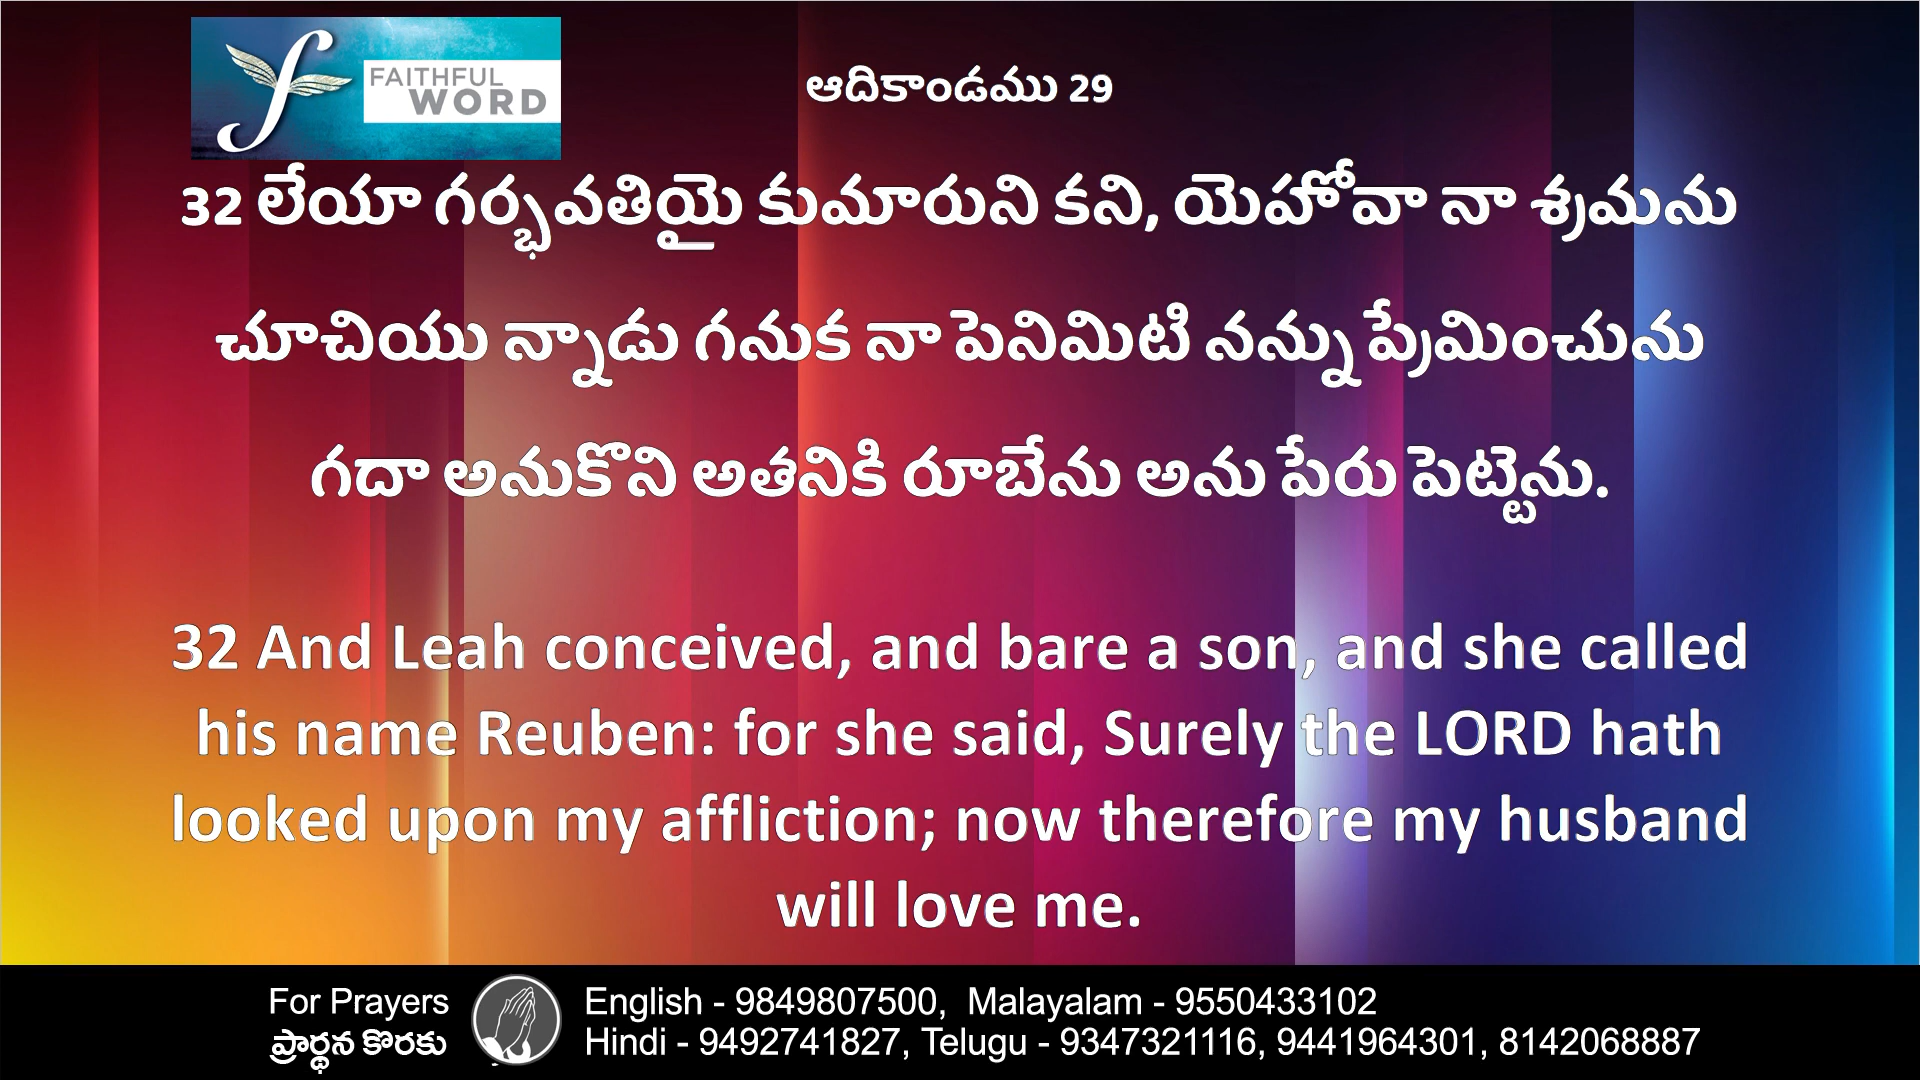 FAITHFUL
WORD
ఆదికాండము 29
32 లేయా గర్భవతియై కుమారుని కని, యెహోవా నా శ్రమను
చూచియు న్నాడు గనుక నా పెనిమిటి నన్ను ప్రేమించును
గదా అనుకొని అతనికి రూబేను అను పేరు పెట్టెను.
32 And Leah conceived, and bare a son, and she called
his name Reuben: for she said, Surely the LORD hath
looked upon my affliction; now therefore my husband
will love me.
For Prayers
ప్రార్థన కొరకు
English - 9849807500, Malayalam - 9550433102
Hindi - 9492741827, Telugu - 9347321116, 9441964301, 8142068887